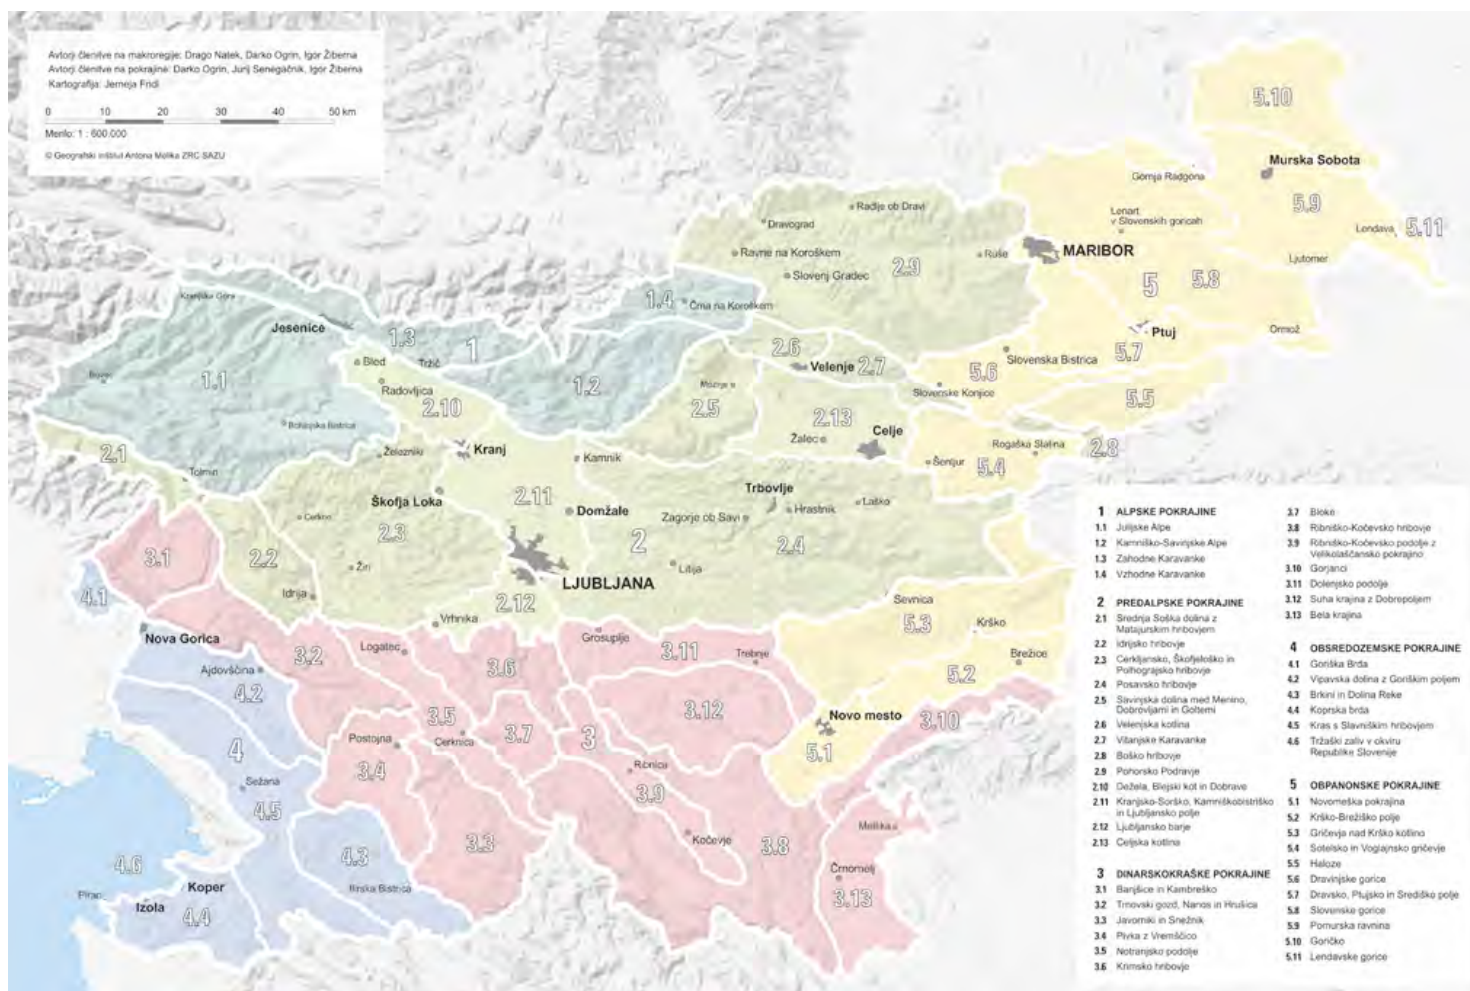 Avtorji členitve na makroregije: Drago Natek, Darko Ogrin, Igor Žiberna
Avtorji členitve na pokrajine: Darko Ogrin, Jurij Senegačnik, Igor Žiberna
Kartografija: Jerneja Fridl
0 10 20 30 40 50 km
Merilo: 1 : 600.000
© Geografski inštitut Antona Melika ZRC SAZU
5.10
Murska Sobota
Gornja Radgona
5.9
Radlje ob Dravi
Dravograd
Lenart
v Slovenskih goricah
Lendava
5.11
Ravne na Koroškem
Ruše
MARIBOR
Ljutomer
Slovenj Gradec
2.9
5
5.8
Kranjska Gora
1.4
Črna na Koroškem
Jesenice
1.3
1
Ptuj
Ormož
Tržič
2.6
5.7
Bled
Velenje
2.7
Slovenska Bistrica
5.6
Bovec
1.1
1.2
Mozirje
Radovljica
Slovenske Konjice
5.5
2.10
2.5
2.13
Bohinjska Bistrica
Celje
Žalec
Rogaška Slatina
2.8
2.1
Železniki
Kranj
Kamnik
Šentjur
5.4
Tolmin
Trbovlje
Škofja Loka
2.11
Laško
Domžale
Hrastnik
Cerkno
Zagorje ob Savi
2.3
2
2.4
3.1
2.2
Žiri
Litija
LJUBLJANA
4.1
Idrija
2.12
Sevnica
Vrhnika
5.3
Krško
Nova Gorica
Grosuplje
Logatec
3.2
3.6
3.11
Trebnje
Brežice
Ajdovščina
5.2
4.2
3.12
3.5
Novo mesto
3.10
Postojna
Cerknica
3.7
3
4
5.1
3.4
Ribnica
Sežana
3.9
4.5
Metlika
Kočevje
3.3
3.8
4.6
4.3
Črnomelj
Piran
Koper
Ilirska Bistrica
Izola
4.4
3.13
1 ALPSKE POKRAJINE
1.1 Julijske Alpe
1.2 Kamniško-Savinjske Alpe
1.3 Zahodne Karavanke
1.4 Vzhodne Karavanke
2 PREDALPSKE POKRAJINE
2.1 Srednja Soška dolina z
Matajurskim hribovjem
2.2 Idrijsko hribovje
2.3 Cerkljansko, Škofjeloško in
Polhograjsko hribovje
2.4 Posavsko hribovje
2.5 Savinjska dolina med Menino,
Dobrovljami in Goltemi
2.6 Velenjska kotlina
2.7 Vitanjske Karavanke
2.8 Boško hribovje
2.9 Pohorsko Podravje
2.10 Dežela, Blejski kot in Dobrave
2.11 Kranjsko-Sorško, Kamniškobistriško
in Ljubljansko polje
2.12 Ljubljansko barje
2.13 Celjska kotlina
3 DINARSKOKRAŠKE POKRAJINE
3.1 Banjšice in Kambreško
3.2 Trnovski gozd, Nanos in Hrušica
3.3 Javorniki in Snežnik
3.4 Pivka z Vremščico
3.5 Notranjsko podolje
3.6 Krimsko hribovje
3.7 Bloke
3.8 Ribniško-Kočevsko hribovje
3.9 Ribniško-Kočevsko podolje z
Velikolaščansko pokrajino
3.10 Gorjanci
3.11 Dolenjsko podolje
3.12 Suha krajina z Dobrepoljem
3.13 Bela krajina
4 OBSREDOZEMSKE POKRAJINE
4.1 Goriška Brda
4.2 Vipavska dolina z Goriškim poljem
4.3 Brkini in Dolina Reke
4.4 Koprska brda
4.5 Kras s Slavniškim hribovjem
4.6 Tržaški zaliv v okviru
Republike Slovenije
5 OBPANONSKE POKRAJINE
5.1 Novomeška pokrajina
5.2 Krško-Brežiško polje
5.3 Gričevja nad Krško kotlino
5.4 Sotelsko in Voglajnsko gričevje
5.5 Haloze
5.6 Dravinjske gorice
5.7 Dravsko, Ptujsko in Središko polje
5.8 Slovenske gorice
5.9 Pomurska ravnina
5.10 Goričko
5.11 Lendavske gorice